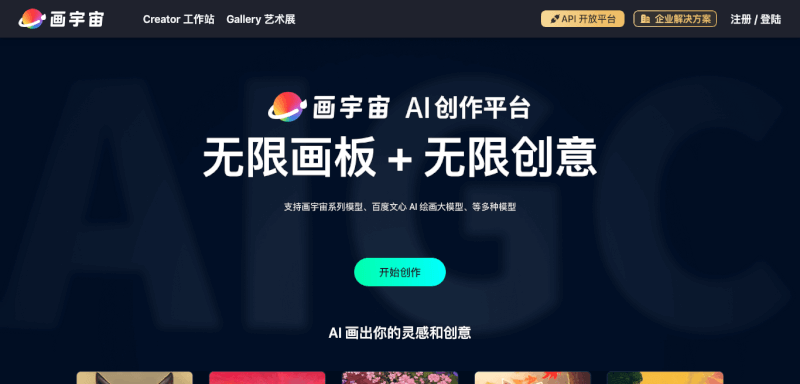 画宇宙 Creator 工作站 Gallery 艺术展 API 开放平台 企业解决方案 注册 / 登陆
AIGC
画宇宙 AI 创作平台
无限画板 + 无限创意
支持画宇宙系列模型、百度文心 AI 绘画大模型、等多种模型
开始创作
AI 画出你的灵感和创意